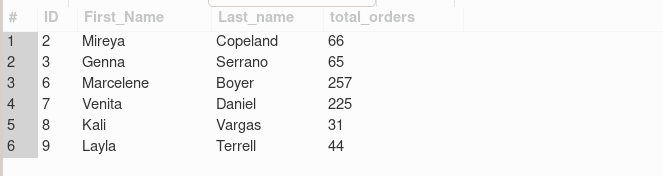 # ID First_Name Last_name total_orders
1 2 Mireya Copeland 66
2 3 Genna Serrano 65
3 6 Marcelene Boyer 257
4 7 Venita Daniel 225
5 8 Kali Vargas 31
6 9 Layla Terrell 44